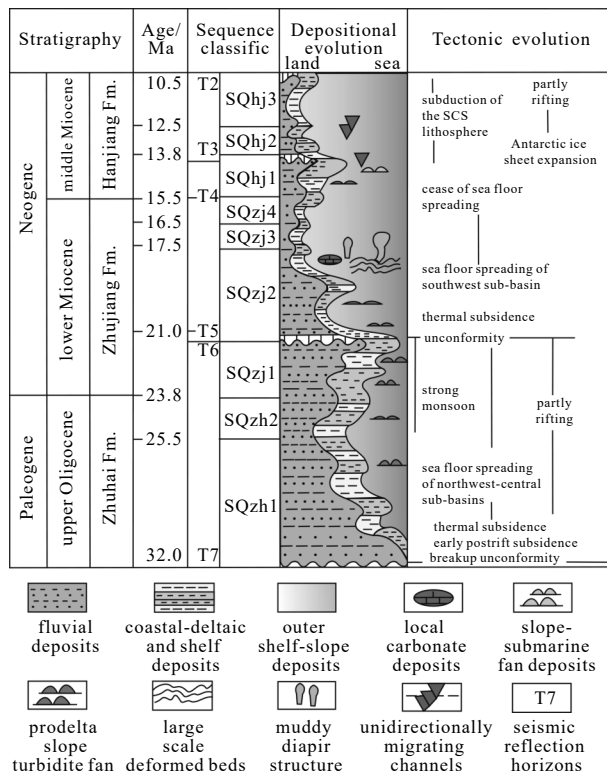 Stratigraphy
Age/
Ma
Sequence
classific
Depositional
evolution
land sea
Tectonic evolution
Neogenc
Paleogene
middle Miocene
lower Miocene
upper Oligocene
Hanjiang Fm.
Zhujiang Fm.
Zhuhai Fm.
10.5
12.5
13.8
15.5
16.5
17.5
21.0
23.8
25.5
32.0
T2
T3
T4
T5
T6
T7
SQhj3
SQhj2
SQhj1
SQzj4
SQzj3
SQzj2
SQzj1
SQzh2
SQzh1
subduction of
the SCS
lithosphere
partly
rifting
Antarctic ice
sheet expansion
cease of sea floor
spreading
sea floor spreading of
southwest sub-basin
thermal subsidence
unconformity
strong
monsoon
partly
rifting
sea floor spreading
of northwest-central
sub-basins
thermal subsidence
early postrift subsidence
breakup unconformity
fluvial
deposits
coastal-deltaic
and shelf
deposits
outer
shelf-slope
deposits
local
carbonate
deposits
slope-
submarine
fan deposits
T7
prodelta
slope
turbidite fan
large
scale
deformed beds
muddy
diapir
structure
unidirectionally
migrating
channels
seismic
reflection
horizons